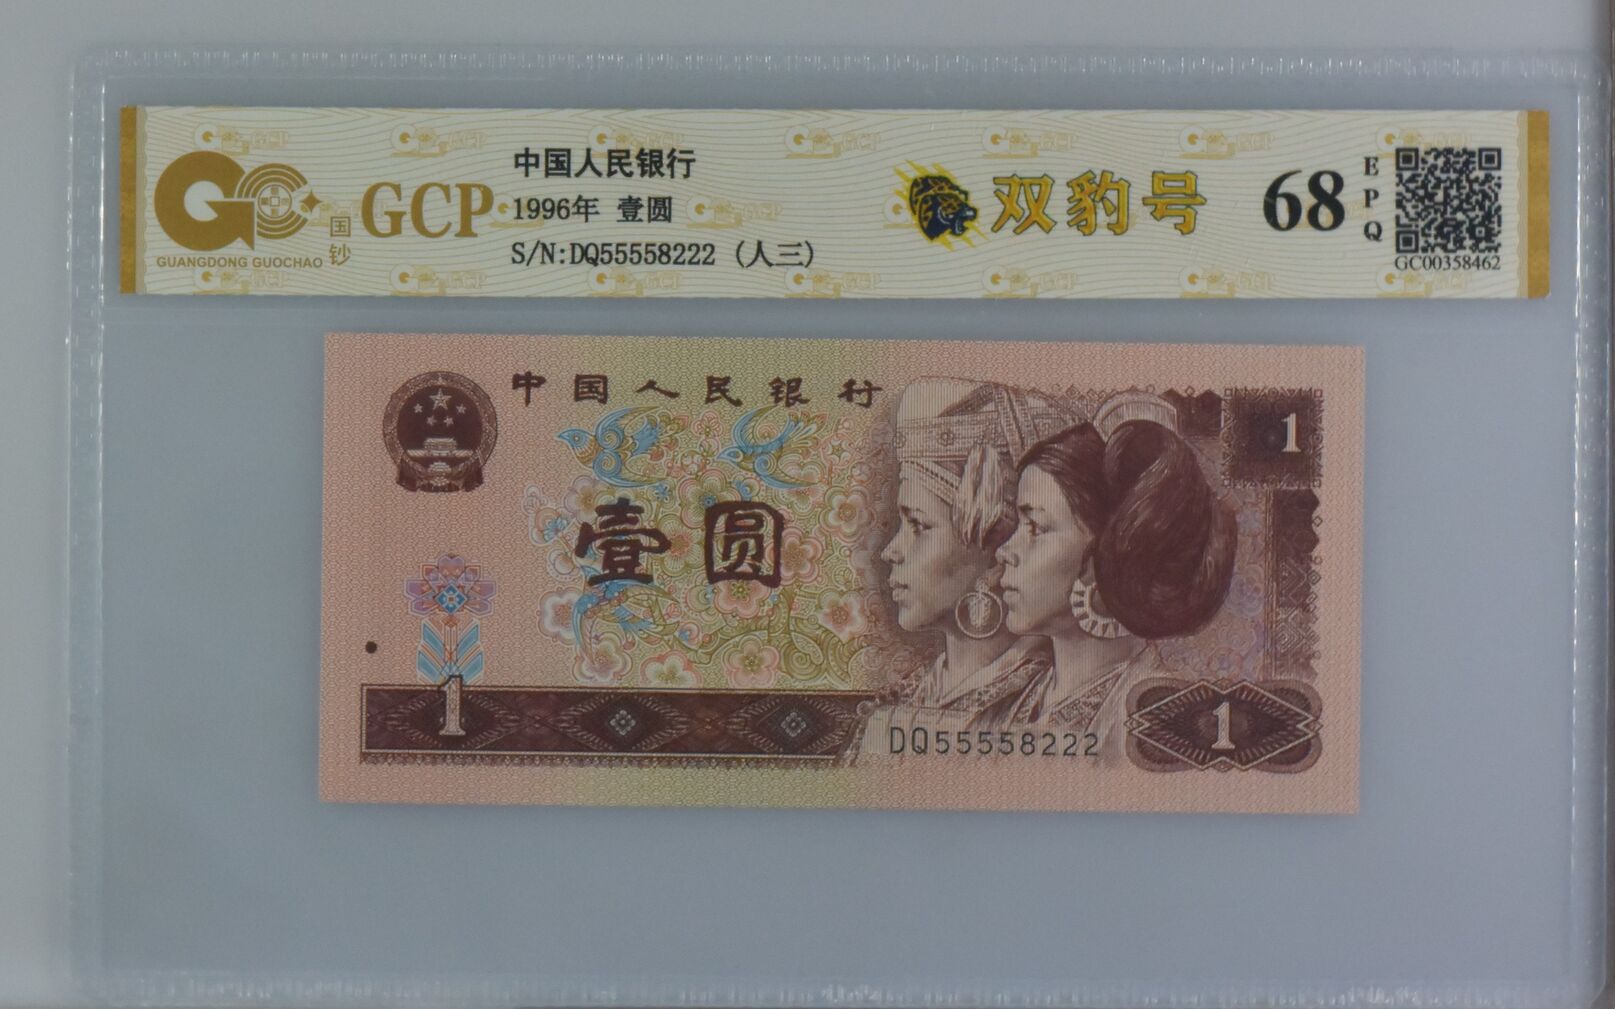 GCP
国钞
GUANGDONG GUOCHAO
中国人民银行
1996年 壹圆
S/N:DQ55558222 (人三)
双豹号
68
EPQ
GC00358462
中国人民银行
1
壹圆
1
DQ55558222
1